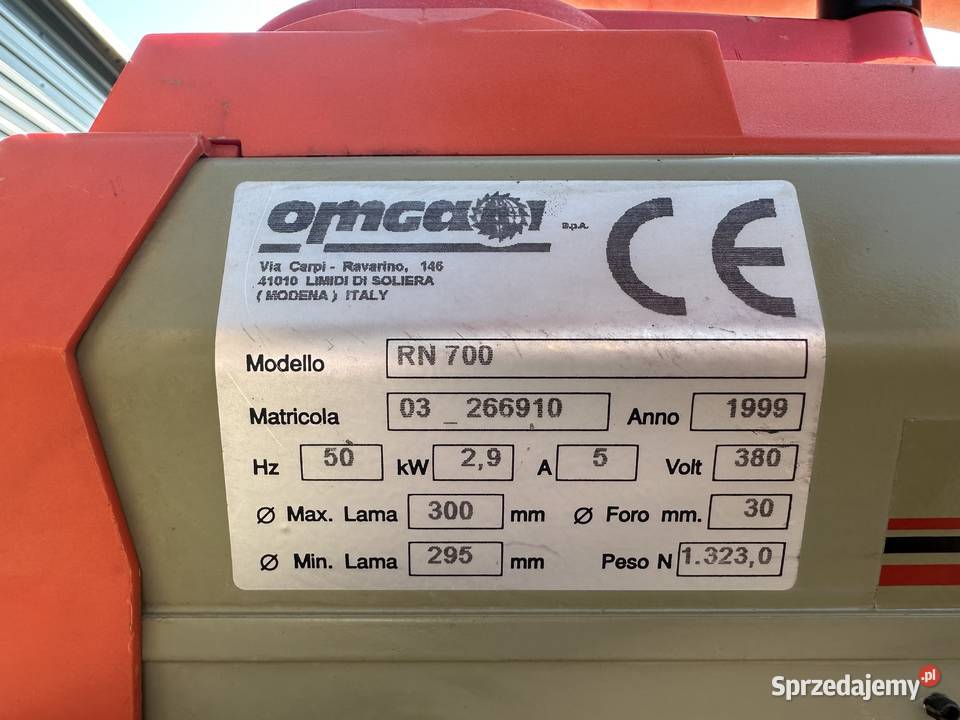 omga S.p.A. CE
Via Carpi - Ravarino, 146
41010 LIMIDI DI SOLIERA
( MODENA ) ITALY
Modello RN 700
Matricola 03_266910 Anno 1999
Hz 50 kW 2,9 A 5 Volt 380
Ø Max. Lama 300 mm Ø Foro mm. 30
Ø Min. Lama 295 mm Peso N 1.323,0
Sprzedajemy.pl